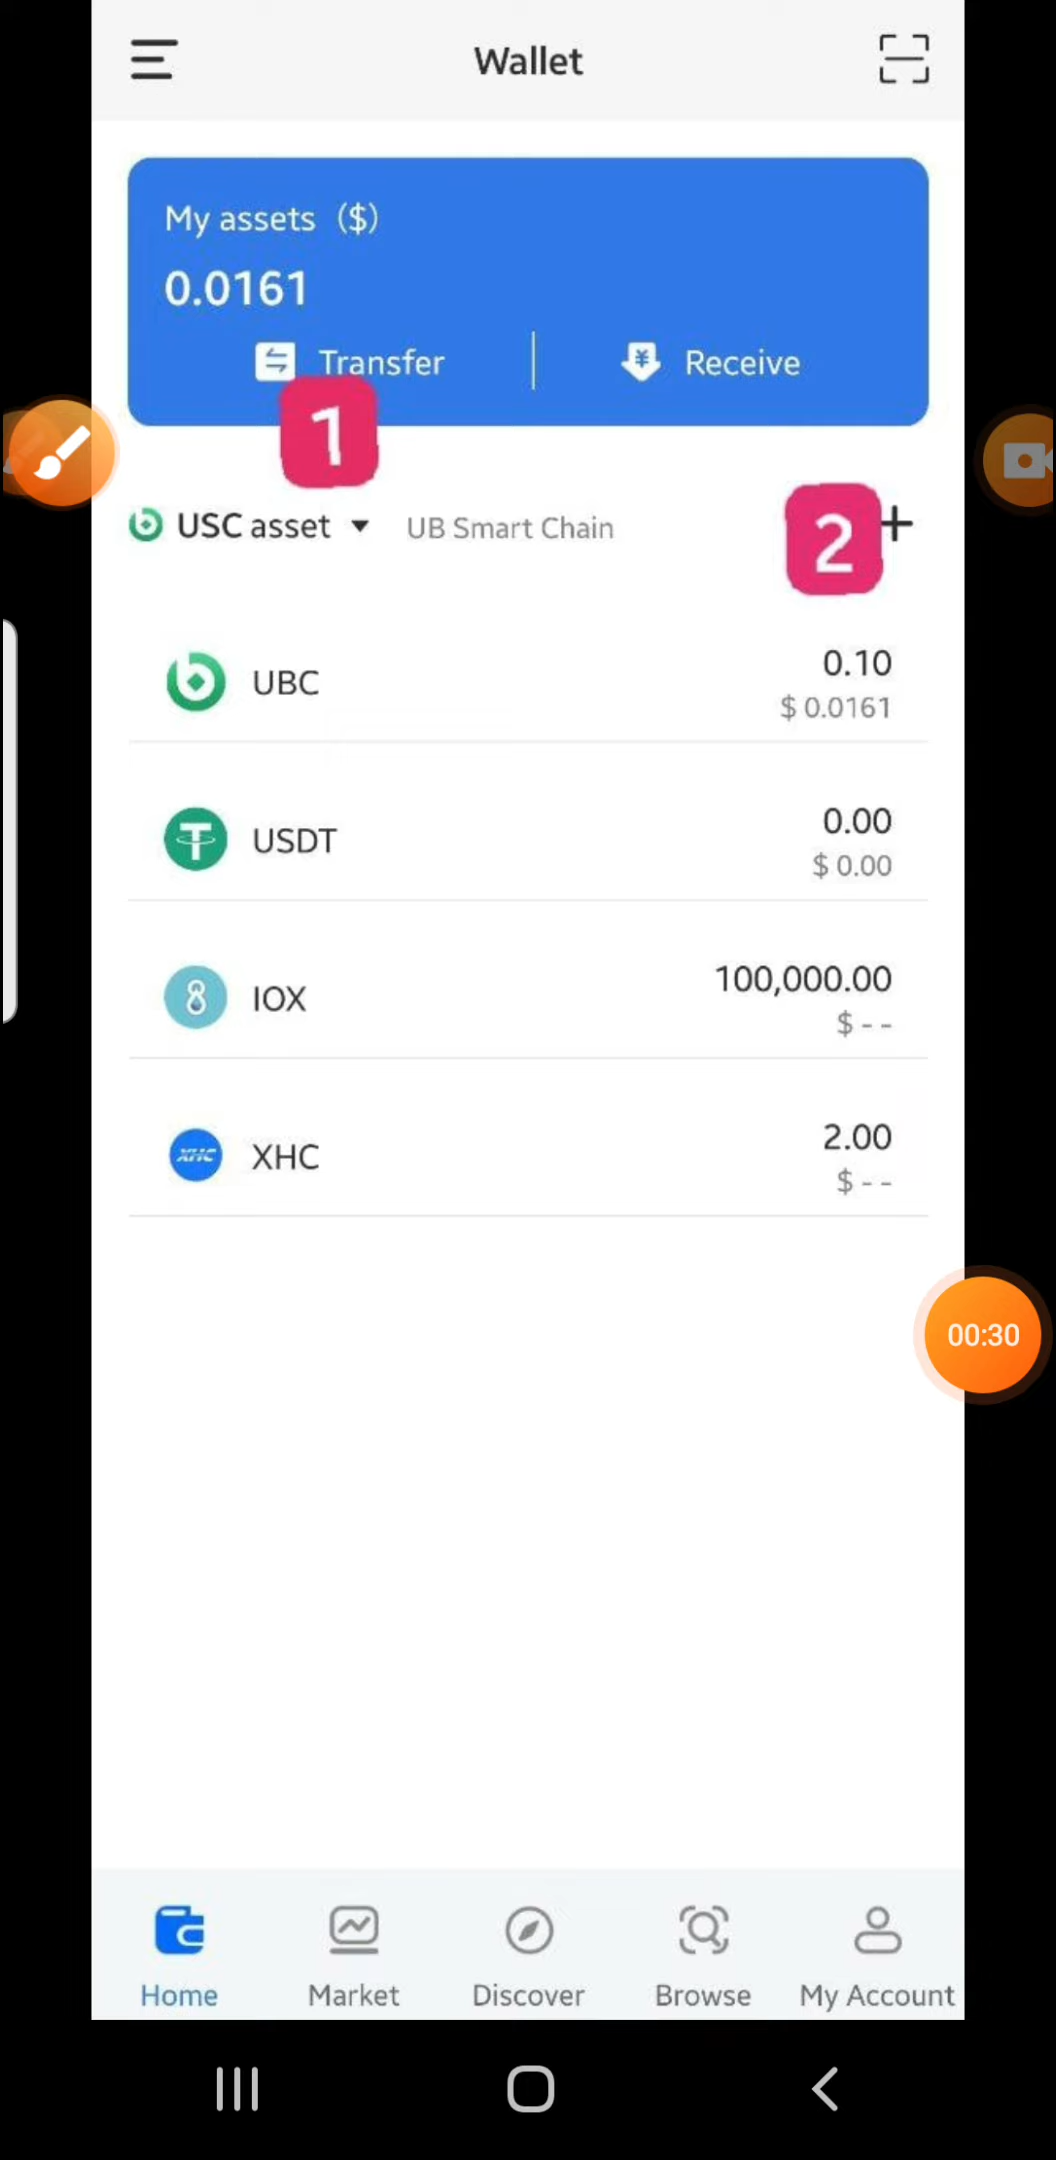 Wallet
My assets ($)
0.0161
Transfer
Receive
1
USC asset
UB Smart Chain
2
+
UBC
0.10
$ 0.0161
USDT
0.00
$ 0.00
IOX
100,000.00
$ - -
XHC
XHC
2.00
$ - -
00:30
Home
Market
Discover
Browse
My Account